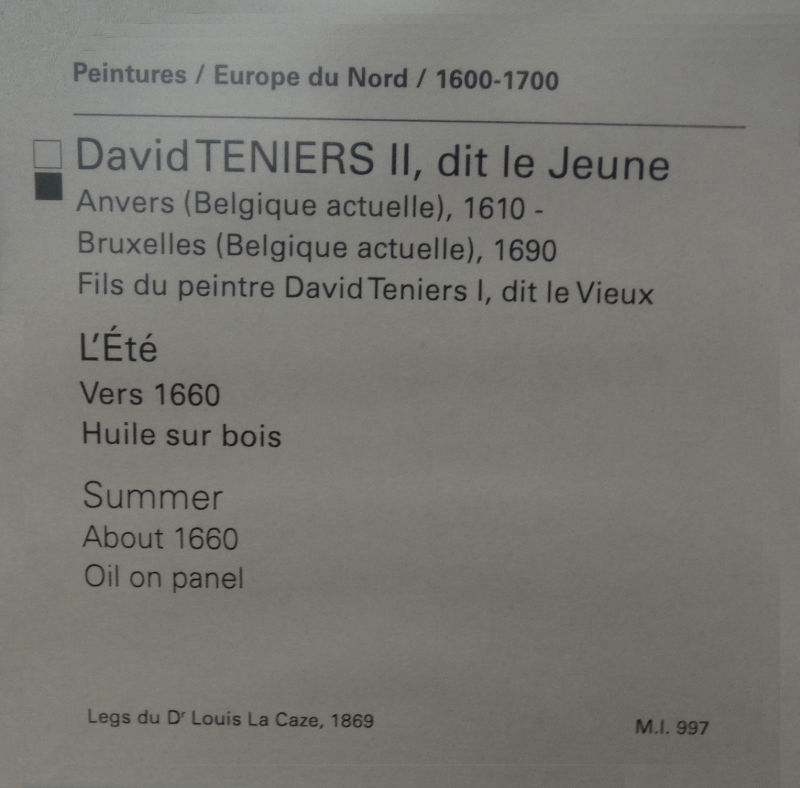 Peintures / Europe du Nord / 1600-1700
David TENIERS II, dit le Jeune
Anvers (Belgique actuelle), 1610 -
Bruxelles (Belgique actuelle), 1690
Fils du peintre David Teniers I, dit le Vieux
L'Été
Vers 1660
Huile sur bois
Summer
About 1660
Oil on panel
Legs du Dʳ Louis La Caze, 1869
M.I. 997